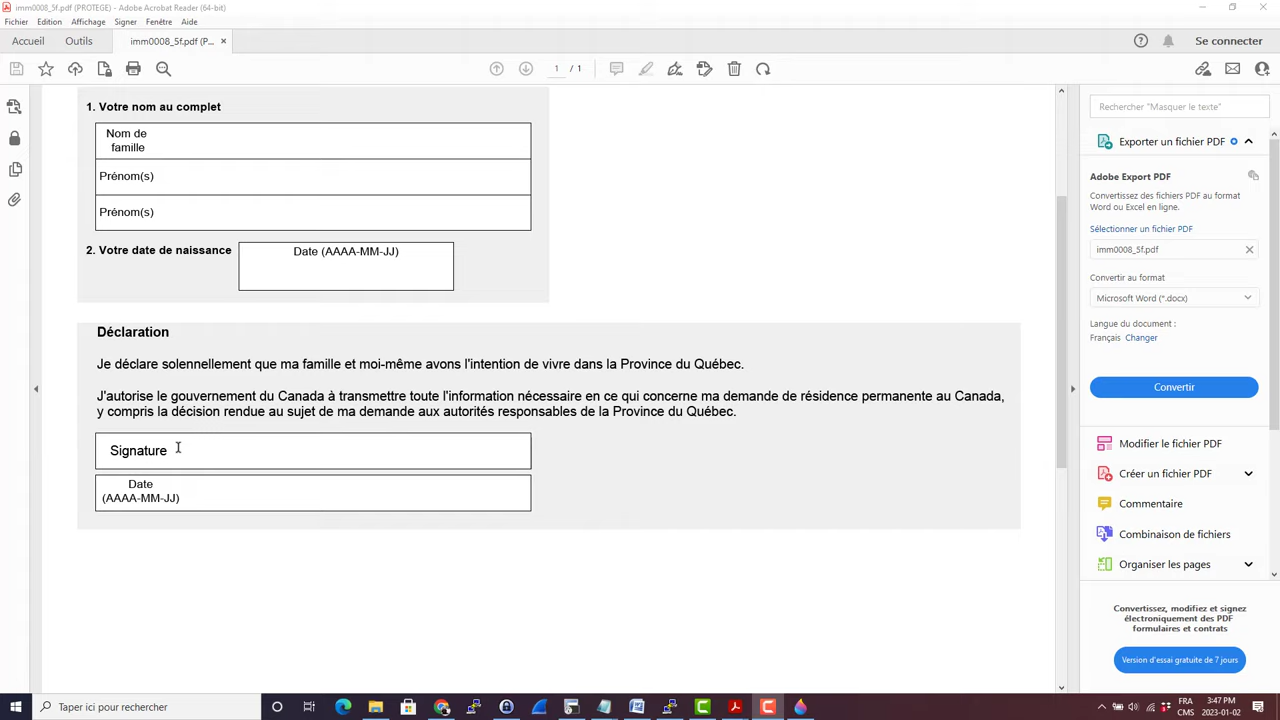 imm0008_5f.pdf (PROTEGE) - Adobe Acrobat Reader (64-bit)
Fichier Edition Affichage Signer Fenêtre Aide
Accueil Outils imm0008_5f.pdf (P... × Se connecter
1 / 1
1. Votre nom au complet
Nom de
famille
Prénom(s)
Prénom(s)
2. Votre date de naissance
Date (AAAA-MM-JJ)
Déclaration
Je déclare solennellement que ma famille et moi-même avons l'intention de vivre dans la Province du Québec.
J'autorise le gouvernement du Canada à transmettre toute l'information nécessaire en ce qui concerne ma demande de résidence permanente au Canada,
y compris la décision rendue au sujet de ma demande aux autorités responsables de la Province du Québec.
Signature
Date
(AAAA-MM-JJ)
Rechercher "Masquer le texte"
Exporter un fichier PDF
Adobe Export PDF
Convertissez des fichiers PDF au format
Word ou Excel en ligne.
Sélectionner un fichier PDF
imm0008_5f.pdf
Convertir au format
Microsoft Word (*.docx)
Langue du document :
Français Changer
Convertir
Modifier le fichier PDF
Créer un fichier PDF
Commentaire
Combinaison de fichiers
Organiser les pages
Convertissez, modifiez et signez
électroniquement des PDF
formulaires et contrats
Version d'essai gratuite de 7 jours
Taper ici pour rechercher
FRA
CMS
3:47 PM
2023-01-02